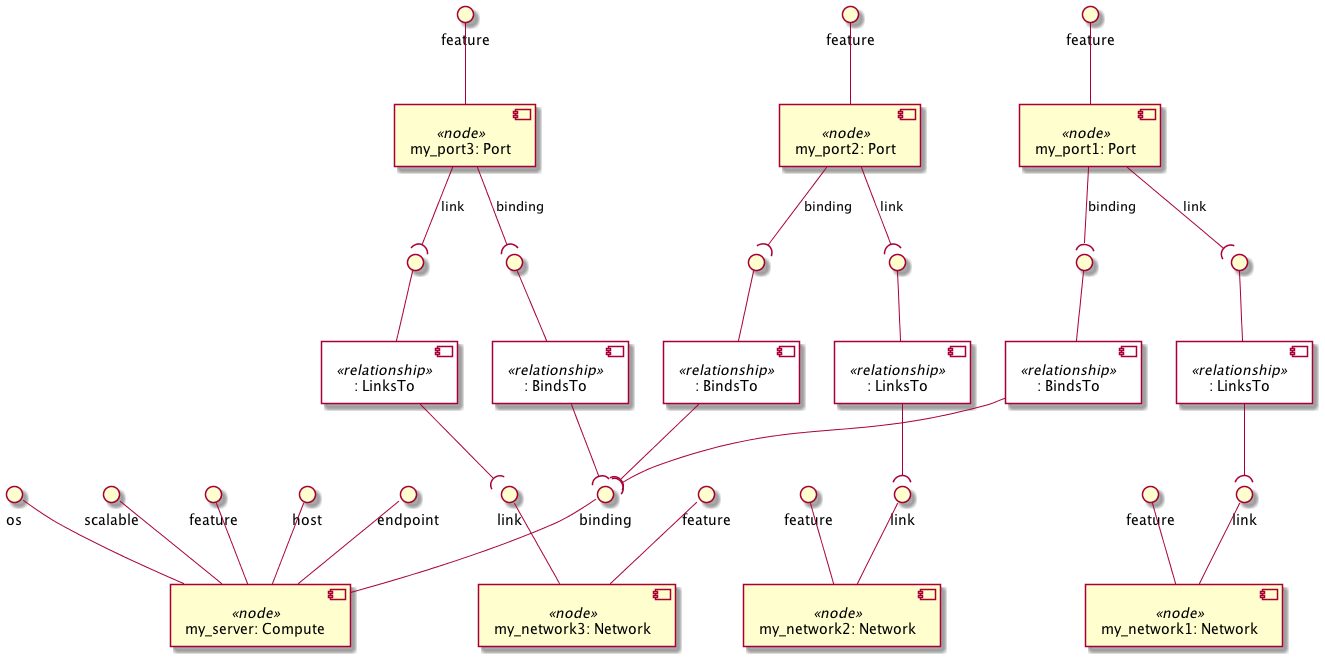 feature
feature
feature
«node»
my_port3: Port
«node»
my_port2: Port
«node»
my_port1: Port
link
binding
binding
link
binding
link
«relationship»
: LinksTo
«relationship»
: BindsTo
«relationship»
: BindsTo
«relationship»
: LinksTo
«relationship»
: BindsTo
«relationship»
: LinksTo
os
scalable
feature
host
endpoint
link
binding
feature
feature
link
feature
link
«node»
my_server: Compute
«node»
my_network3: Network
«node»
my_network2: Network
«node»
my_network1: Network